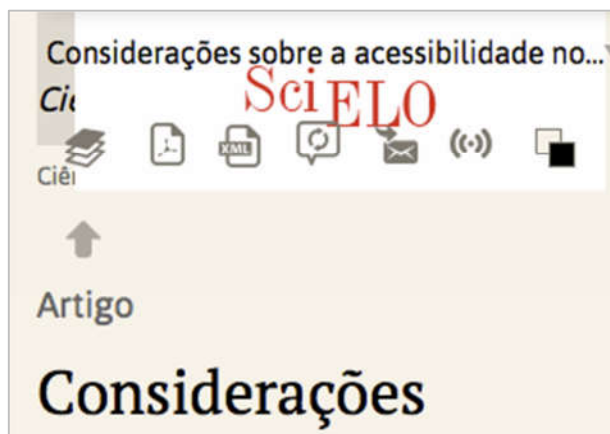 Considerações sobre a acessibilidade no...
SciELO
XML
Artigo
Considerações